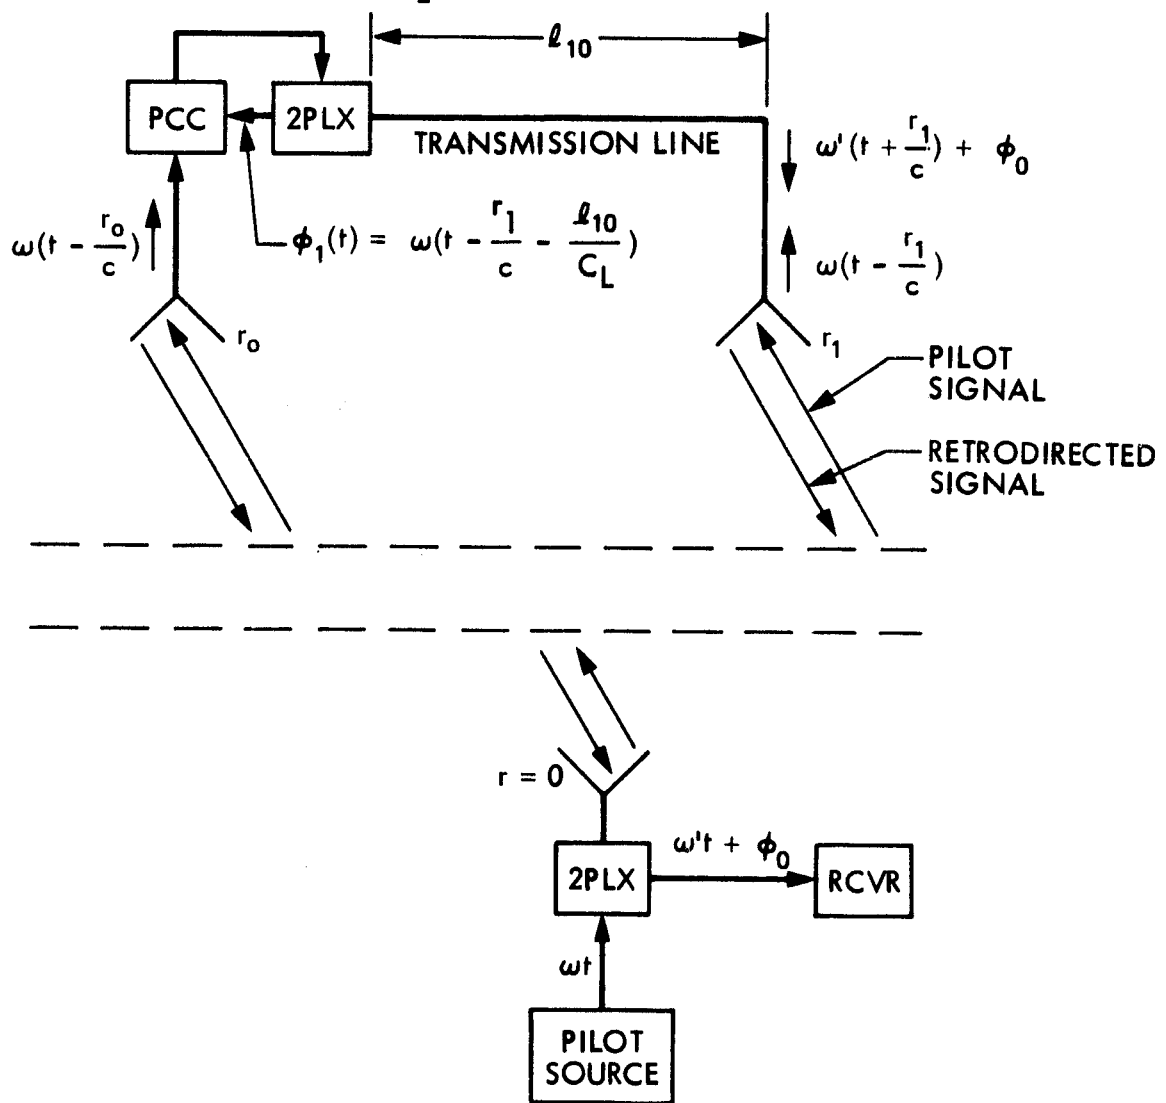 ℓ₁₀
PCC
2PLX
TRANSMISSION LINE
ω'(t + r₁/c) + ϕ₀
ω(t - r₀/c)
ϕ₁(t) = ω(t - r₁/c - ℓ₁₀/C_L)
ω(t - r₁/c)
r₀
r₁
PILOT
SIGNAL
RETRODIRECTED
SIGNAL
r = 0
ω't + ϕ₀
2PLX
RCVR
ωt
PILOT
SOURCE